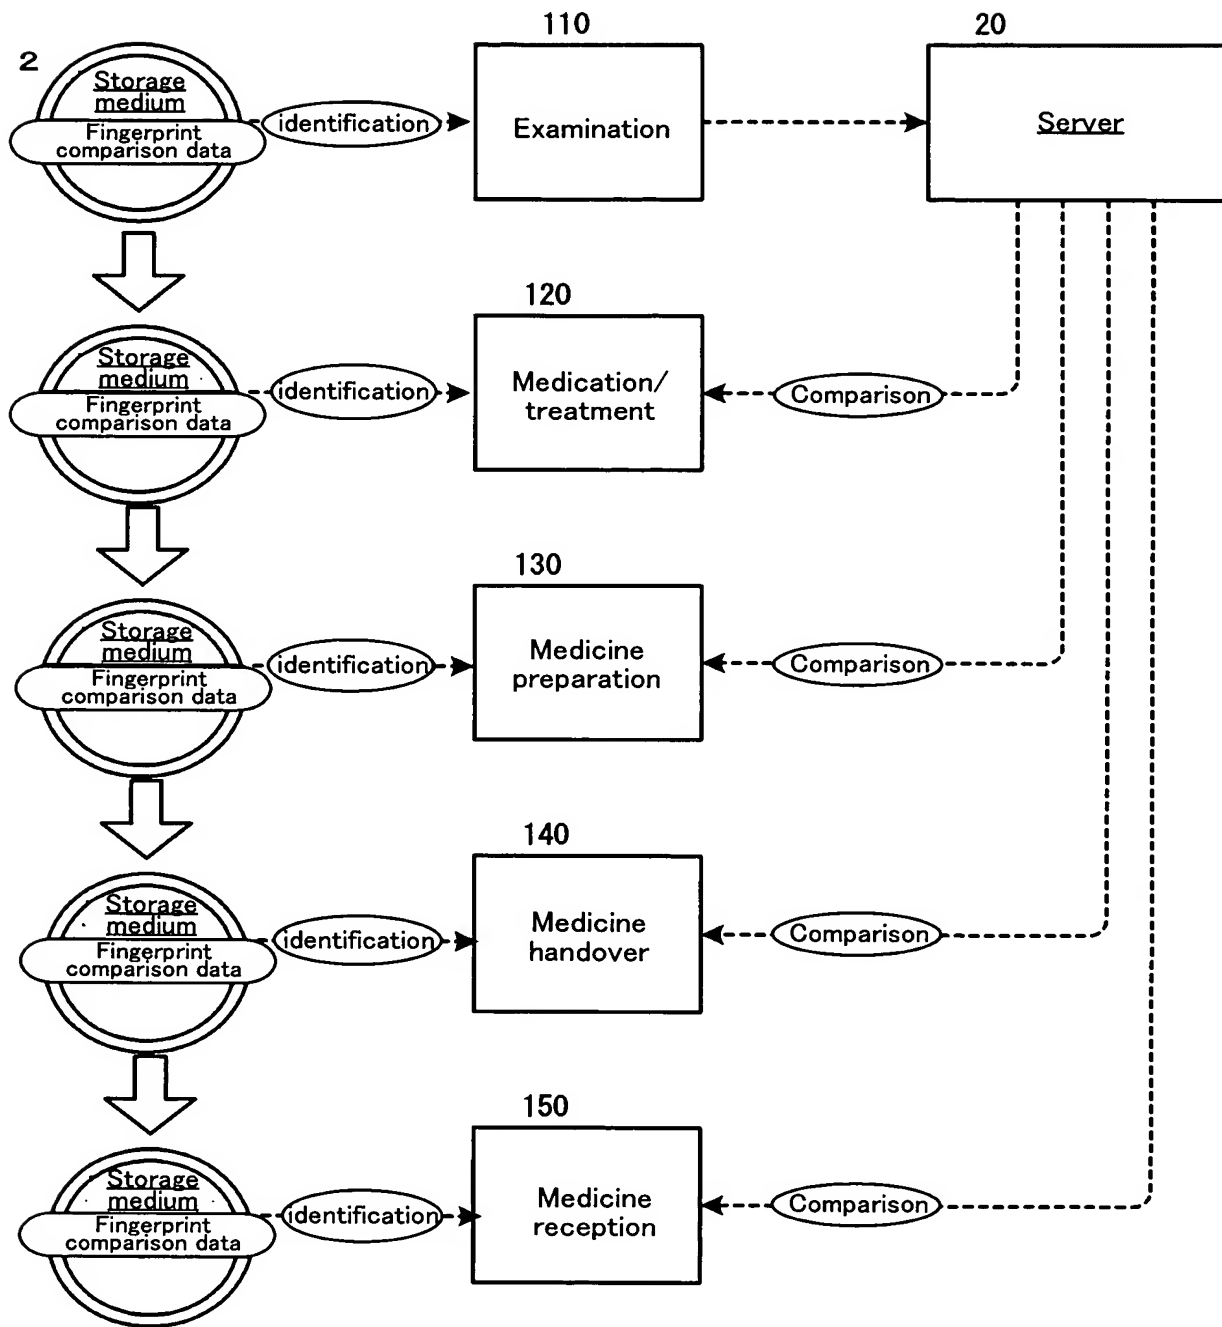 110
20
2
Storage
medium
Fingerprint
comparison data
identification
Examination
Server
120
Storage
medium
Fingerprint
comparison data
identification
Medication/
treatment
Comparison
130
Storage
medium
Fingerprint
comparison data
identification
Medicine
preparation
Comparison
140
Storage
medium
Fingerprint
comparison data
identification
Medicine
handover
Comparison
150
Storage
medium
Fingerprint
comparison data
identification
Medicine
reception
Comparison